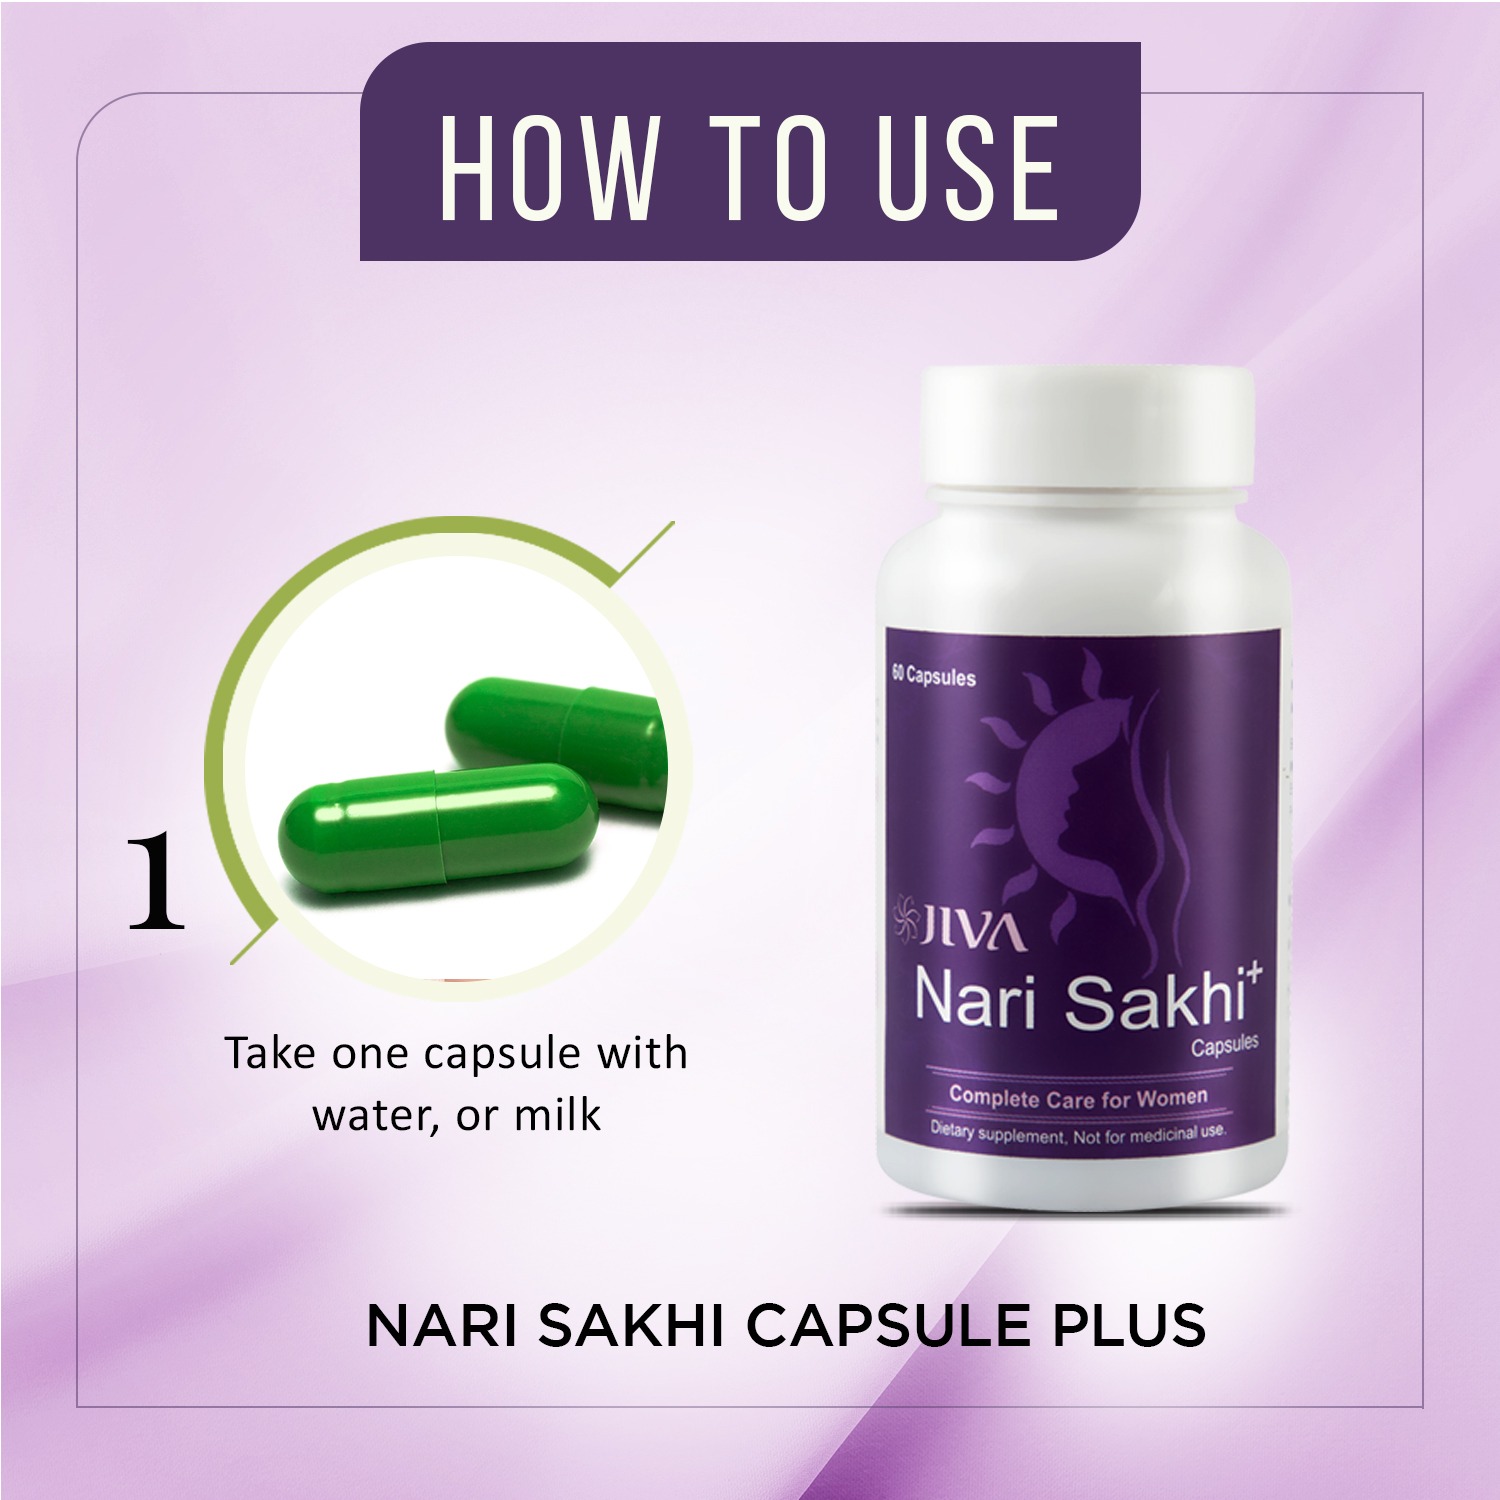 HOW TO USE
1
Take one capsule with
water, or milk
60 Capsules
JIVA
Nari Sakhi+
Capsules
Complete Care for Women
Dietary supplement, Not for medicinal use.
NARI SAKHI CAPSULE PLUS